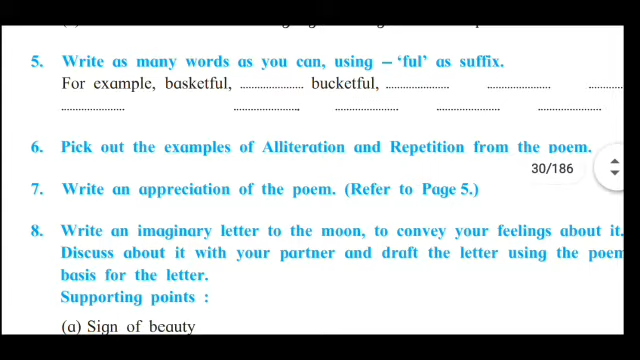 5. Write as many words as you can, using – ‘ful’ as suffix.
For example, basketful, ...................... bucketful, ...................... ...................... ............
...................... ...................... ...................... ...................... ......................
6. Pick out the examples of Alliteration and Repetition from the poem.
30/186
7. Write an appreciation of the poem. (Refer to Page 5.)
8. Write an imaginary letter to the moon, to convey your feelings about it.
Discuss about it with your partner and draft the letter using the poem
basis for the letter.
Supporting points :
(a) Sign of beauty